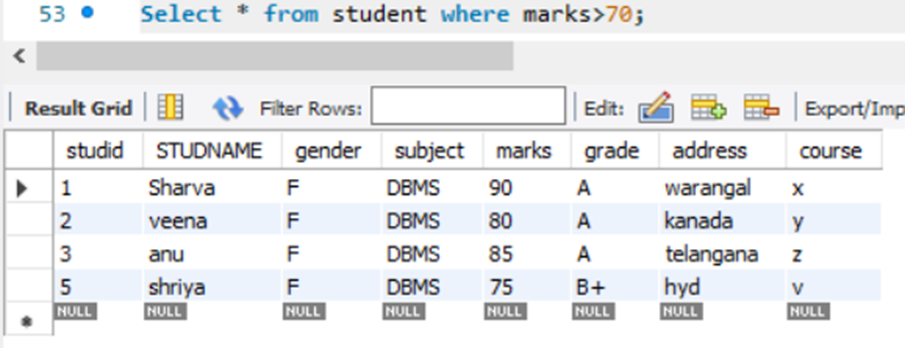 53 Select * from student where marks>70;
Result Grid Filter Rows: Edit: Export/Imp
studid STUDNAME gender subject marks grade address course
1 Sharva F DBMS 90 A warangal x
2 veena F DBMS 80 A kanada y
3 anu F DBMS 85 A telangana z
5 shriya F DBMS 75 B+ hyd v
NULL NULL NULL NULL NULL NULL NULL NULL